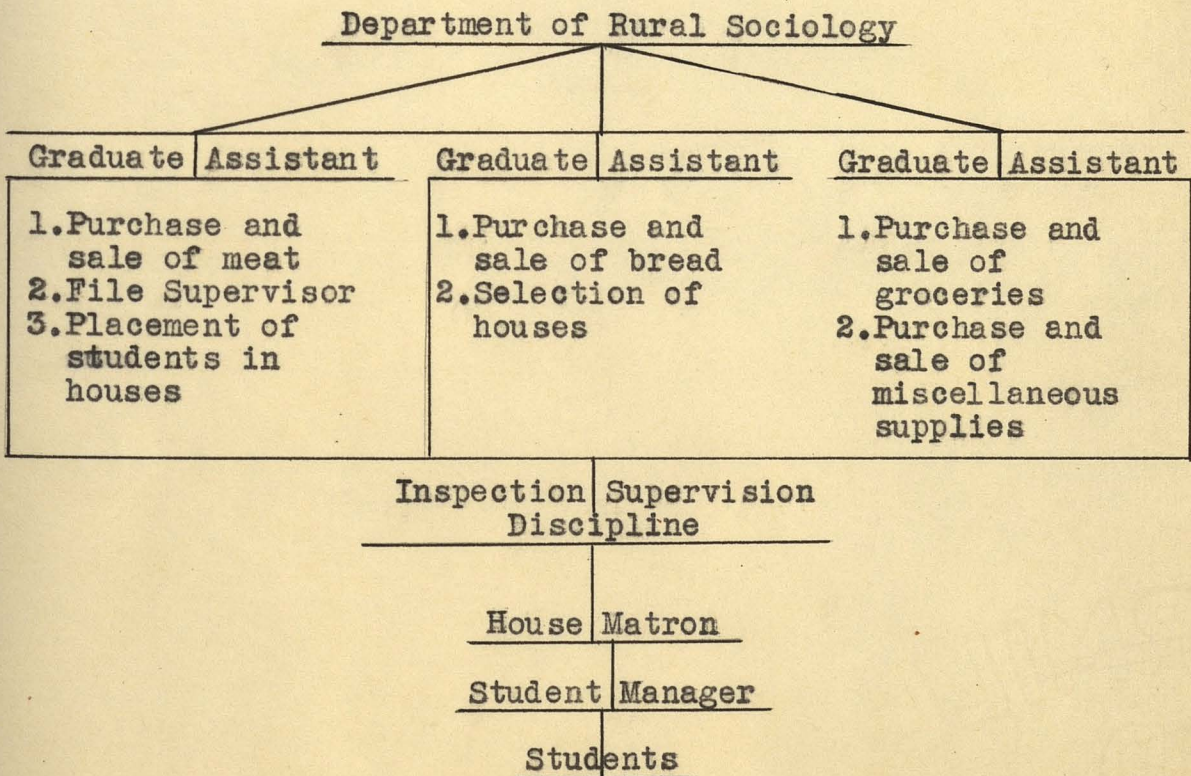 Department of Rural Sociology
Graduate Assistant
1.Purchase and
sale of meat
2.File Supervisor
3.Placement of
students in
houses
Graduate Assistant
1.Purchase and
sale of bread
2.Selection of
houses
Graduate Assistant
1.Purchase and
sale of
groceries
2.Purchase and
sale of
miscellaneous
supplies
Inspection Supervision
Discipline
House Matron
Student Manager
Students